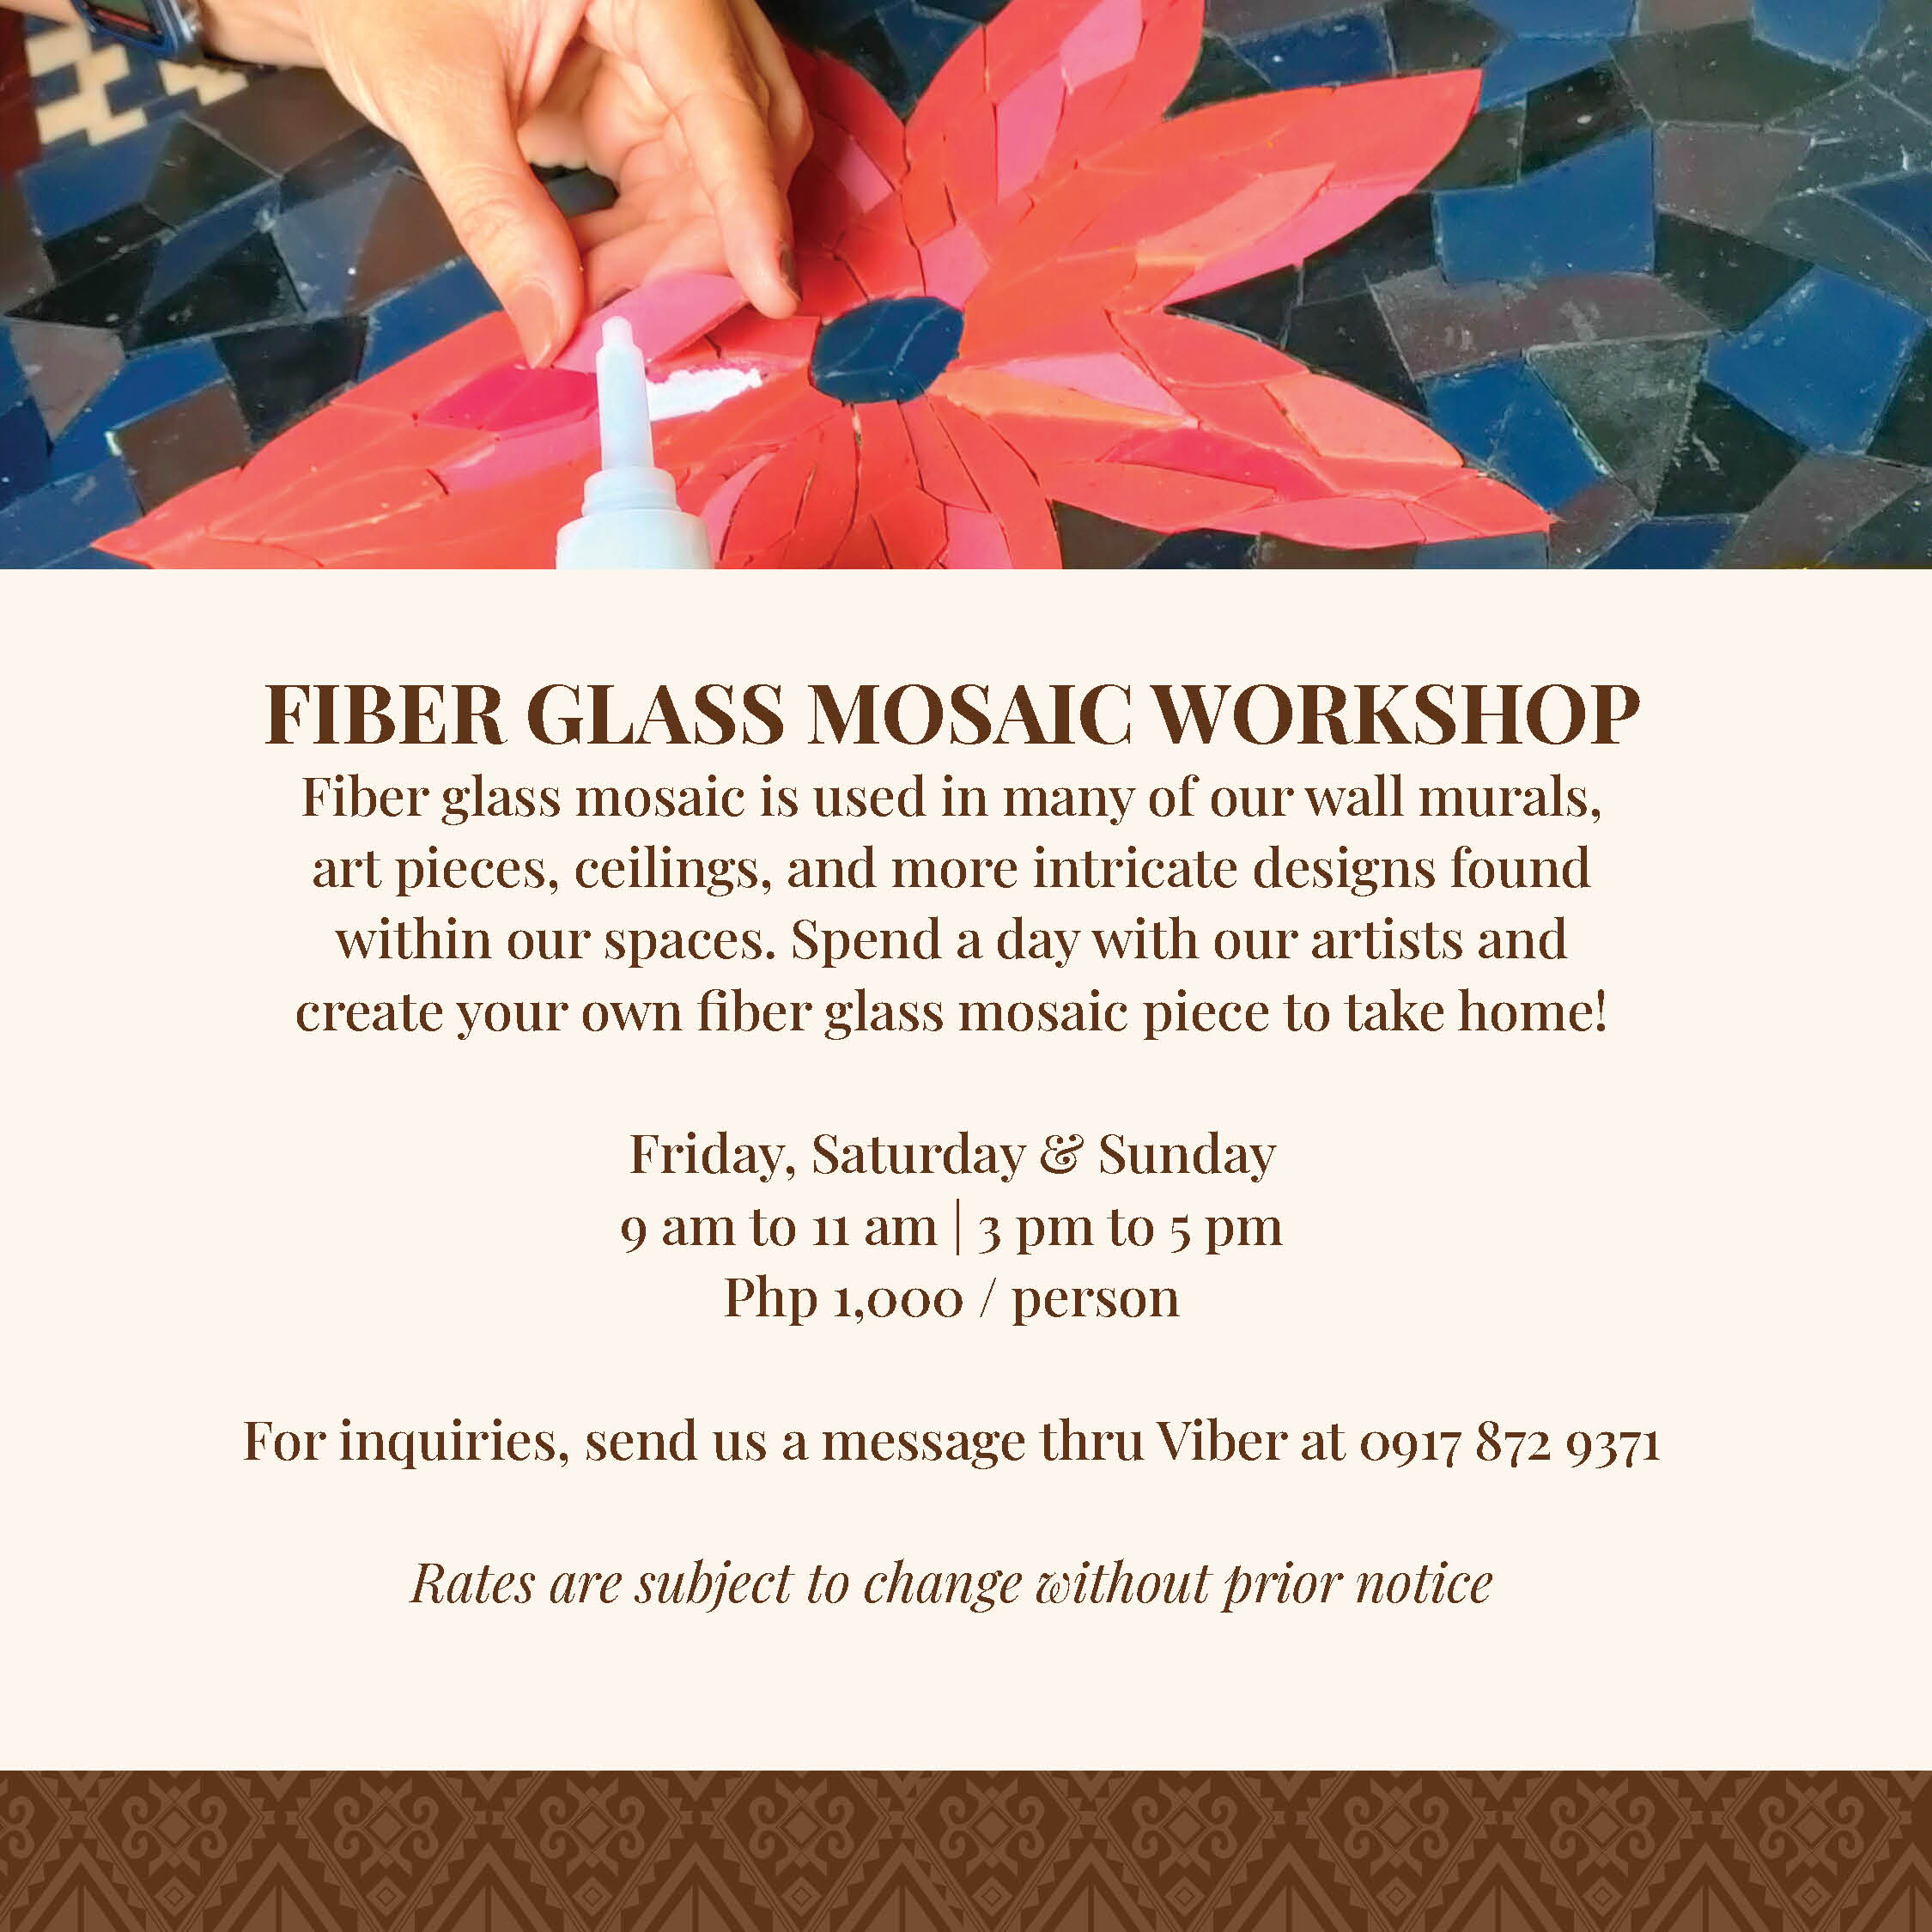 FIBER GLASS MOSAIC WORKSHOP
Fiber glass mosaic is used in many of our wall murals,
art pieces, ceilings, and more intricate designs found
within our spaces. Spend a day with our artists and
create your own fiber glass mosaic piece to take home!
Friday, Saturday & Sunday
9 am to 11 am | 3 pm to 5 pm
Php 1,000 / person
For inquiries, send us a message thru Viber at 0917 872 9371
Rates are subject to change without prior notice